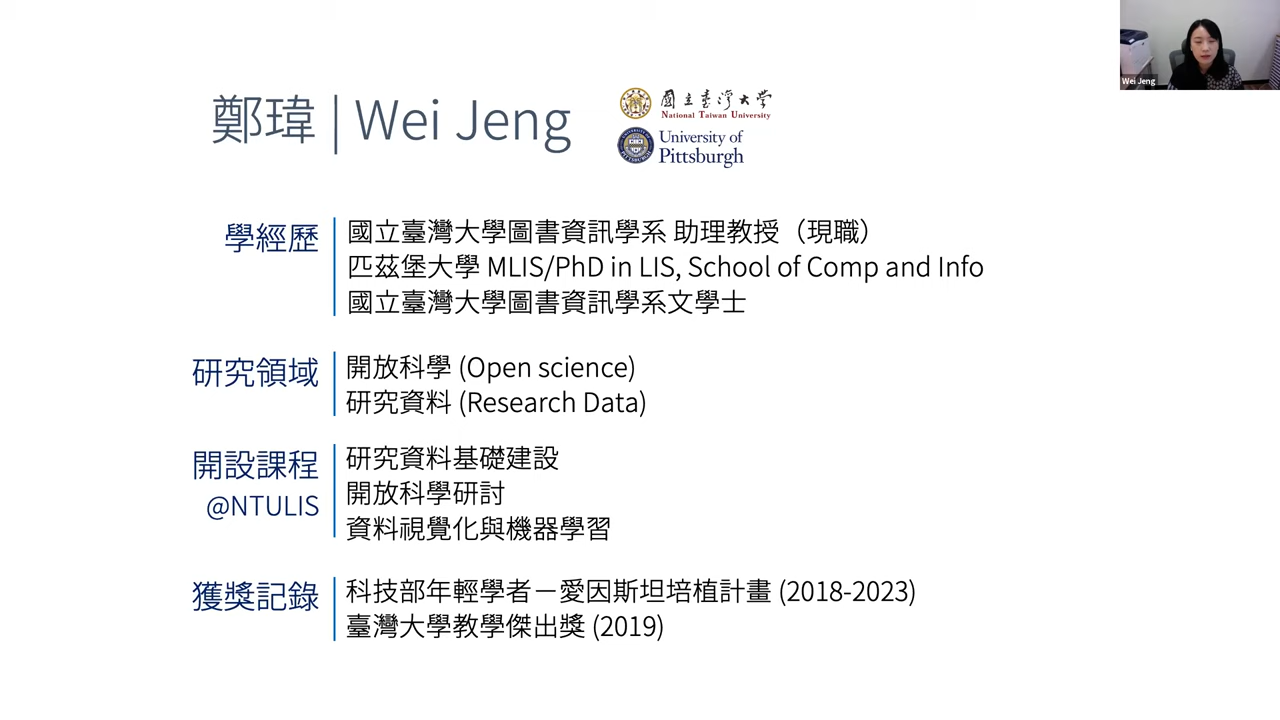 鄭瑋 | Wei Jeng
國立臺灣大學
National Taiwan University
University of
Pittsburgh
Wei Jeng
學經歷
國立臺灣大學圖書資訊學系 助理教授（現職）
匹茲堡大學 MLIS/PhD in LIS, School of Comp and Info
國立臺灣大學圖書資訊學系文學士
研究領域
開放科學 (Open science)
研究資料 (Research Data)
開設課程
@NTULIS
研究資料基礎建設
開放科學研討
資料視覺化與機器學習
獲獎記錄
科技部年輕學者－愛因斯坦培植計畫 (2018-2023)
臺灣大學教學傑出獎 (2019)